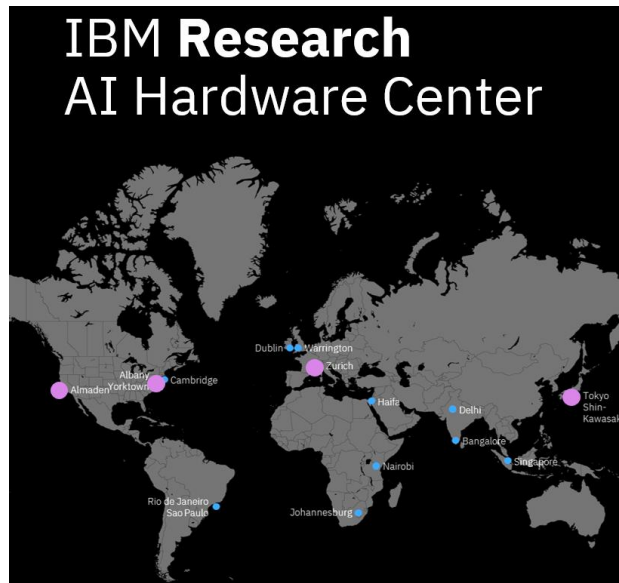 IBM Research
AI Hardware Center
Dublin
Warrington
Zurich
Albany
Yorktown
Cambridge
Almaden
Haifa
Delhi
Tokyo
Shin-
Kawasak
Bangalore
Singapore
Nairobi
Rio de Janeiro
Sao Paulo
Johannesburg